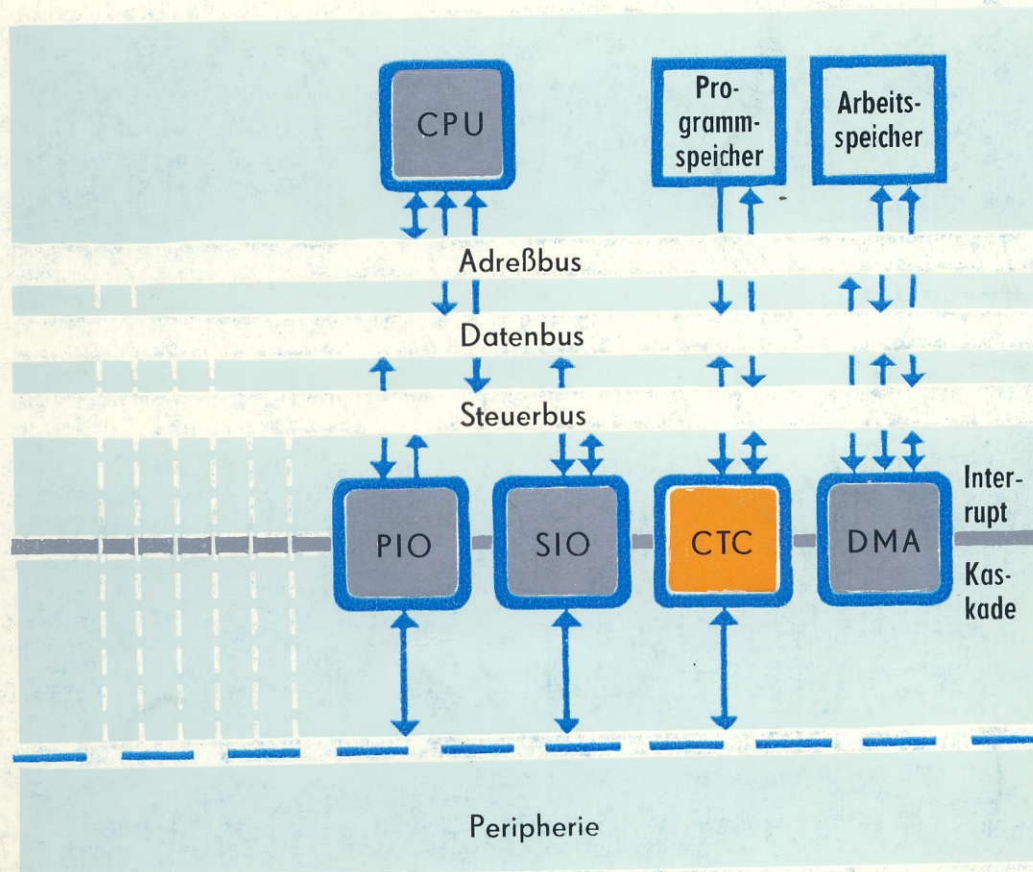 CPU
Pro-
gramm-
speicher
Arbeits-
speicher
Adreßbus
Datenbus
Steuerbus
PIO
SIO
CTC
DMA
Inter-
rupt
Kas-
kade
Peripherie